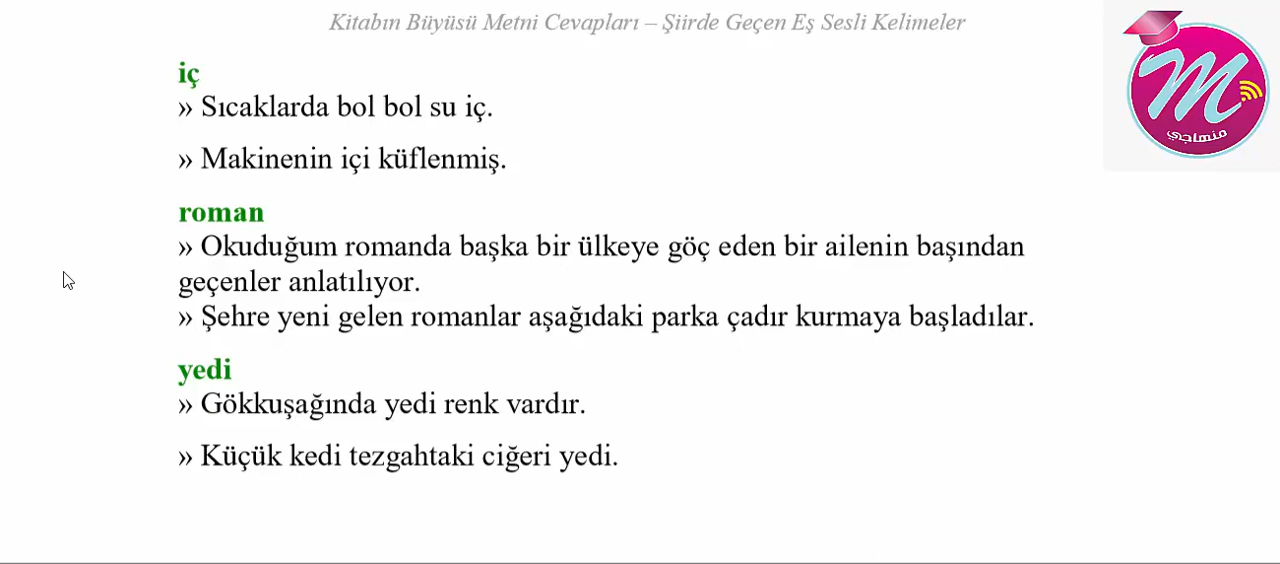 Kitabın Büyüsü Metni Cevapları – Şiirde Geçen Eş Sesli Kelimeler
iç
» Sıcaklarda bol bol su iç.
» Makinenin içi küflenmiş.
roman
» Okuduğum romanda başka bir ülkeye göç eden bir ailenin başından
geçenler anlatılıyor.
» Şehre yeni gelen romanlar aşağıdaki parka çadır kurmaya başladılar.
yedi
» Gökkuşağında yedi renk vardır.
» Küçük kedi tezgahtaki ciğeri yedi.
M
منهاجي